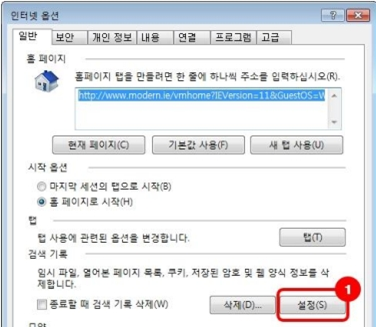 인터넷 옵션
일반 보안 개인 정보 내용 연결 프로그램 고급
홈 페이지
홈페이지 탭을 만들려면 한 줄에 하나씩 주소를 입력하십시오(R).
http://www.modern.ie/vmhome?IEVersion=11&GuestOS=W
현재 페이지(C) 기본값 사용(F) 새 탭 사용(U)
시작 옵션
마지막 세션의 탭으로 시작(B)
홈 페이지로 시작(H)
탭
탭 사용에 관련된 옵션을 변경합니다. 탭(T)
검색 기록
임시 파일, 열어본 페이지 목록, 쿠키, 저장된 암호 및 웹 양식 정보를 삭
제합니다.
1
종료할 때 검색 기록 삭제(W) 삭제(D)... 설정(S)